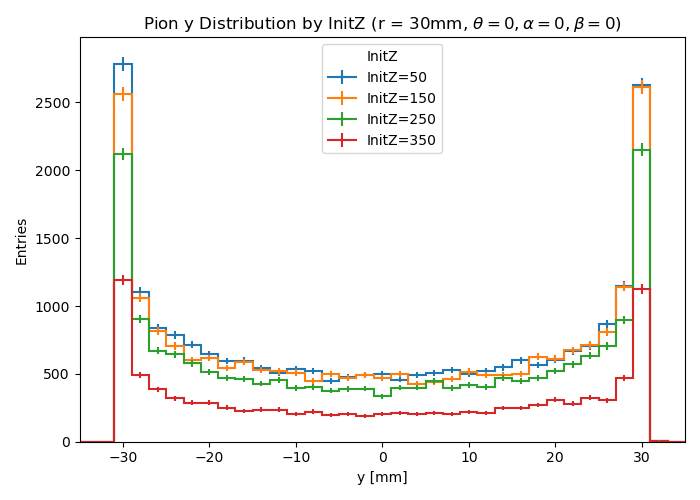 Pion y Distribution by InitZ (r = 30mm, θ = 0, α = 0, β = 0)
InitZ
InitZ=50
InitZ=150
InitZ=250
InitZ=350
Entries
2500
2000
1500
1000
500
0
−30 −20 −10 0 10 20 30
y [mm]